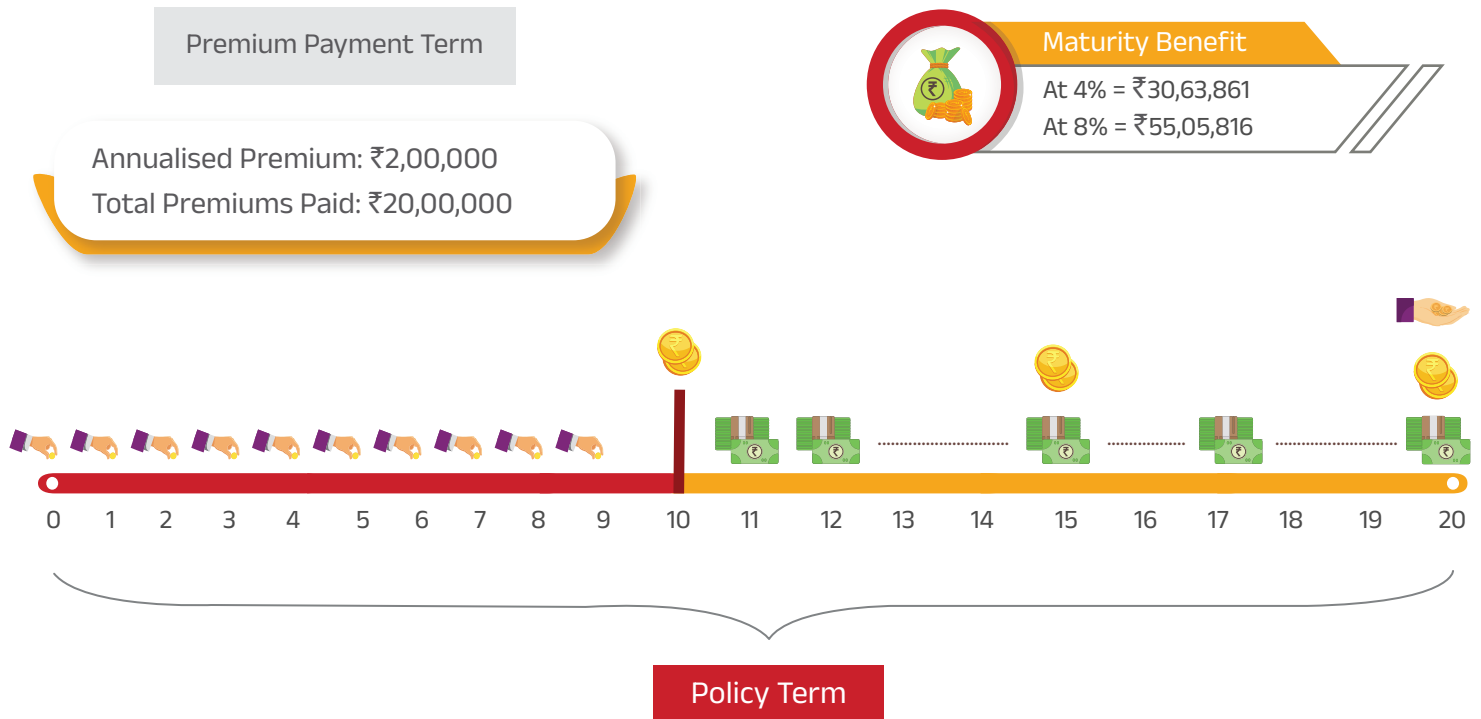 Premium Payment Term
Maturity Benefit
At 4% = ₹30,63,861
At 8% = ₹55,05,816
Annualised Premium: ₹2,00,000
Total Premiums Paid: ₹20,00,000
0 1 2 3 4 5 6 7 8 9 10 11 12 13 14 15 16 17 18 19 20
Policy Term